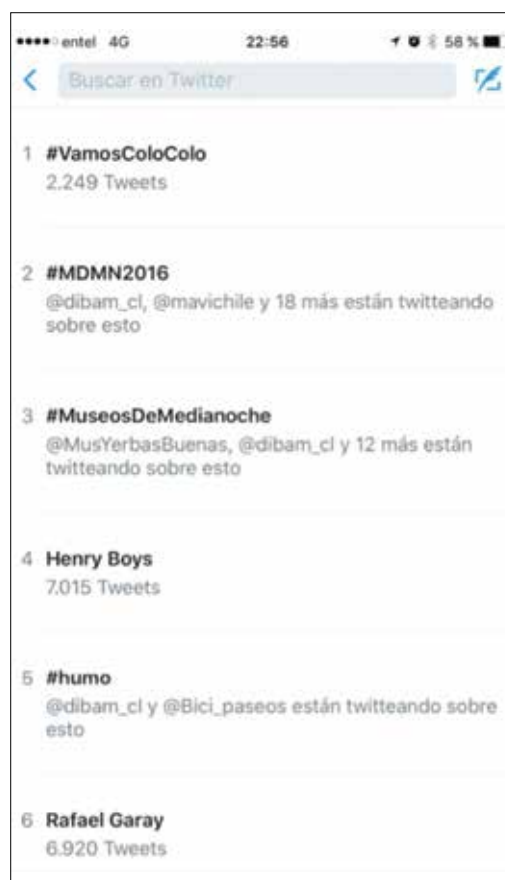 entel 4G 22:56 58 %
Buscar en Twitter
1 #VamosColoColo
2.249 Tweets
2 #MDMN2016
@dibam_cl, @mavichile y 18 más están twitteando
sobre esto
3 #MuseosDeMedianoche
@MusYerbasBuenas, @dibam_cl y 12 más están
twitteando sobre esto
4 Henry Boys
7.015 Tweets
5 #humo
@dibam_cl y @Bici_paseos están twitteando sobre
esto
6 Rafael Garay
6.920 Tweets